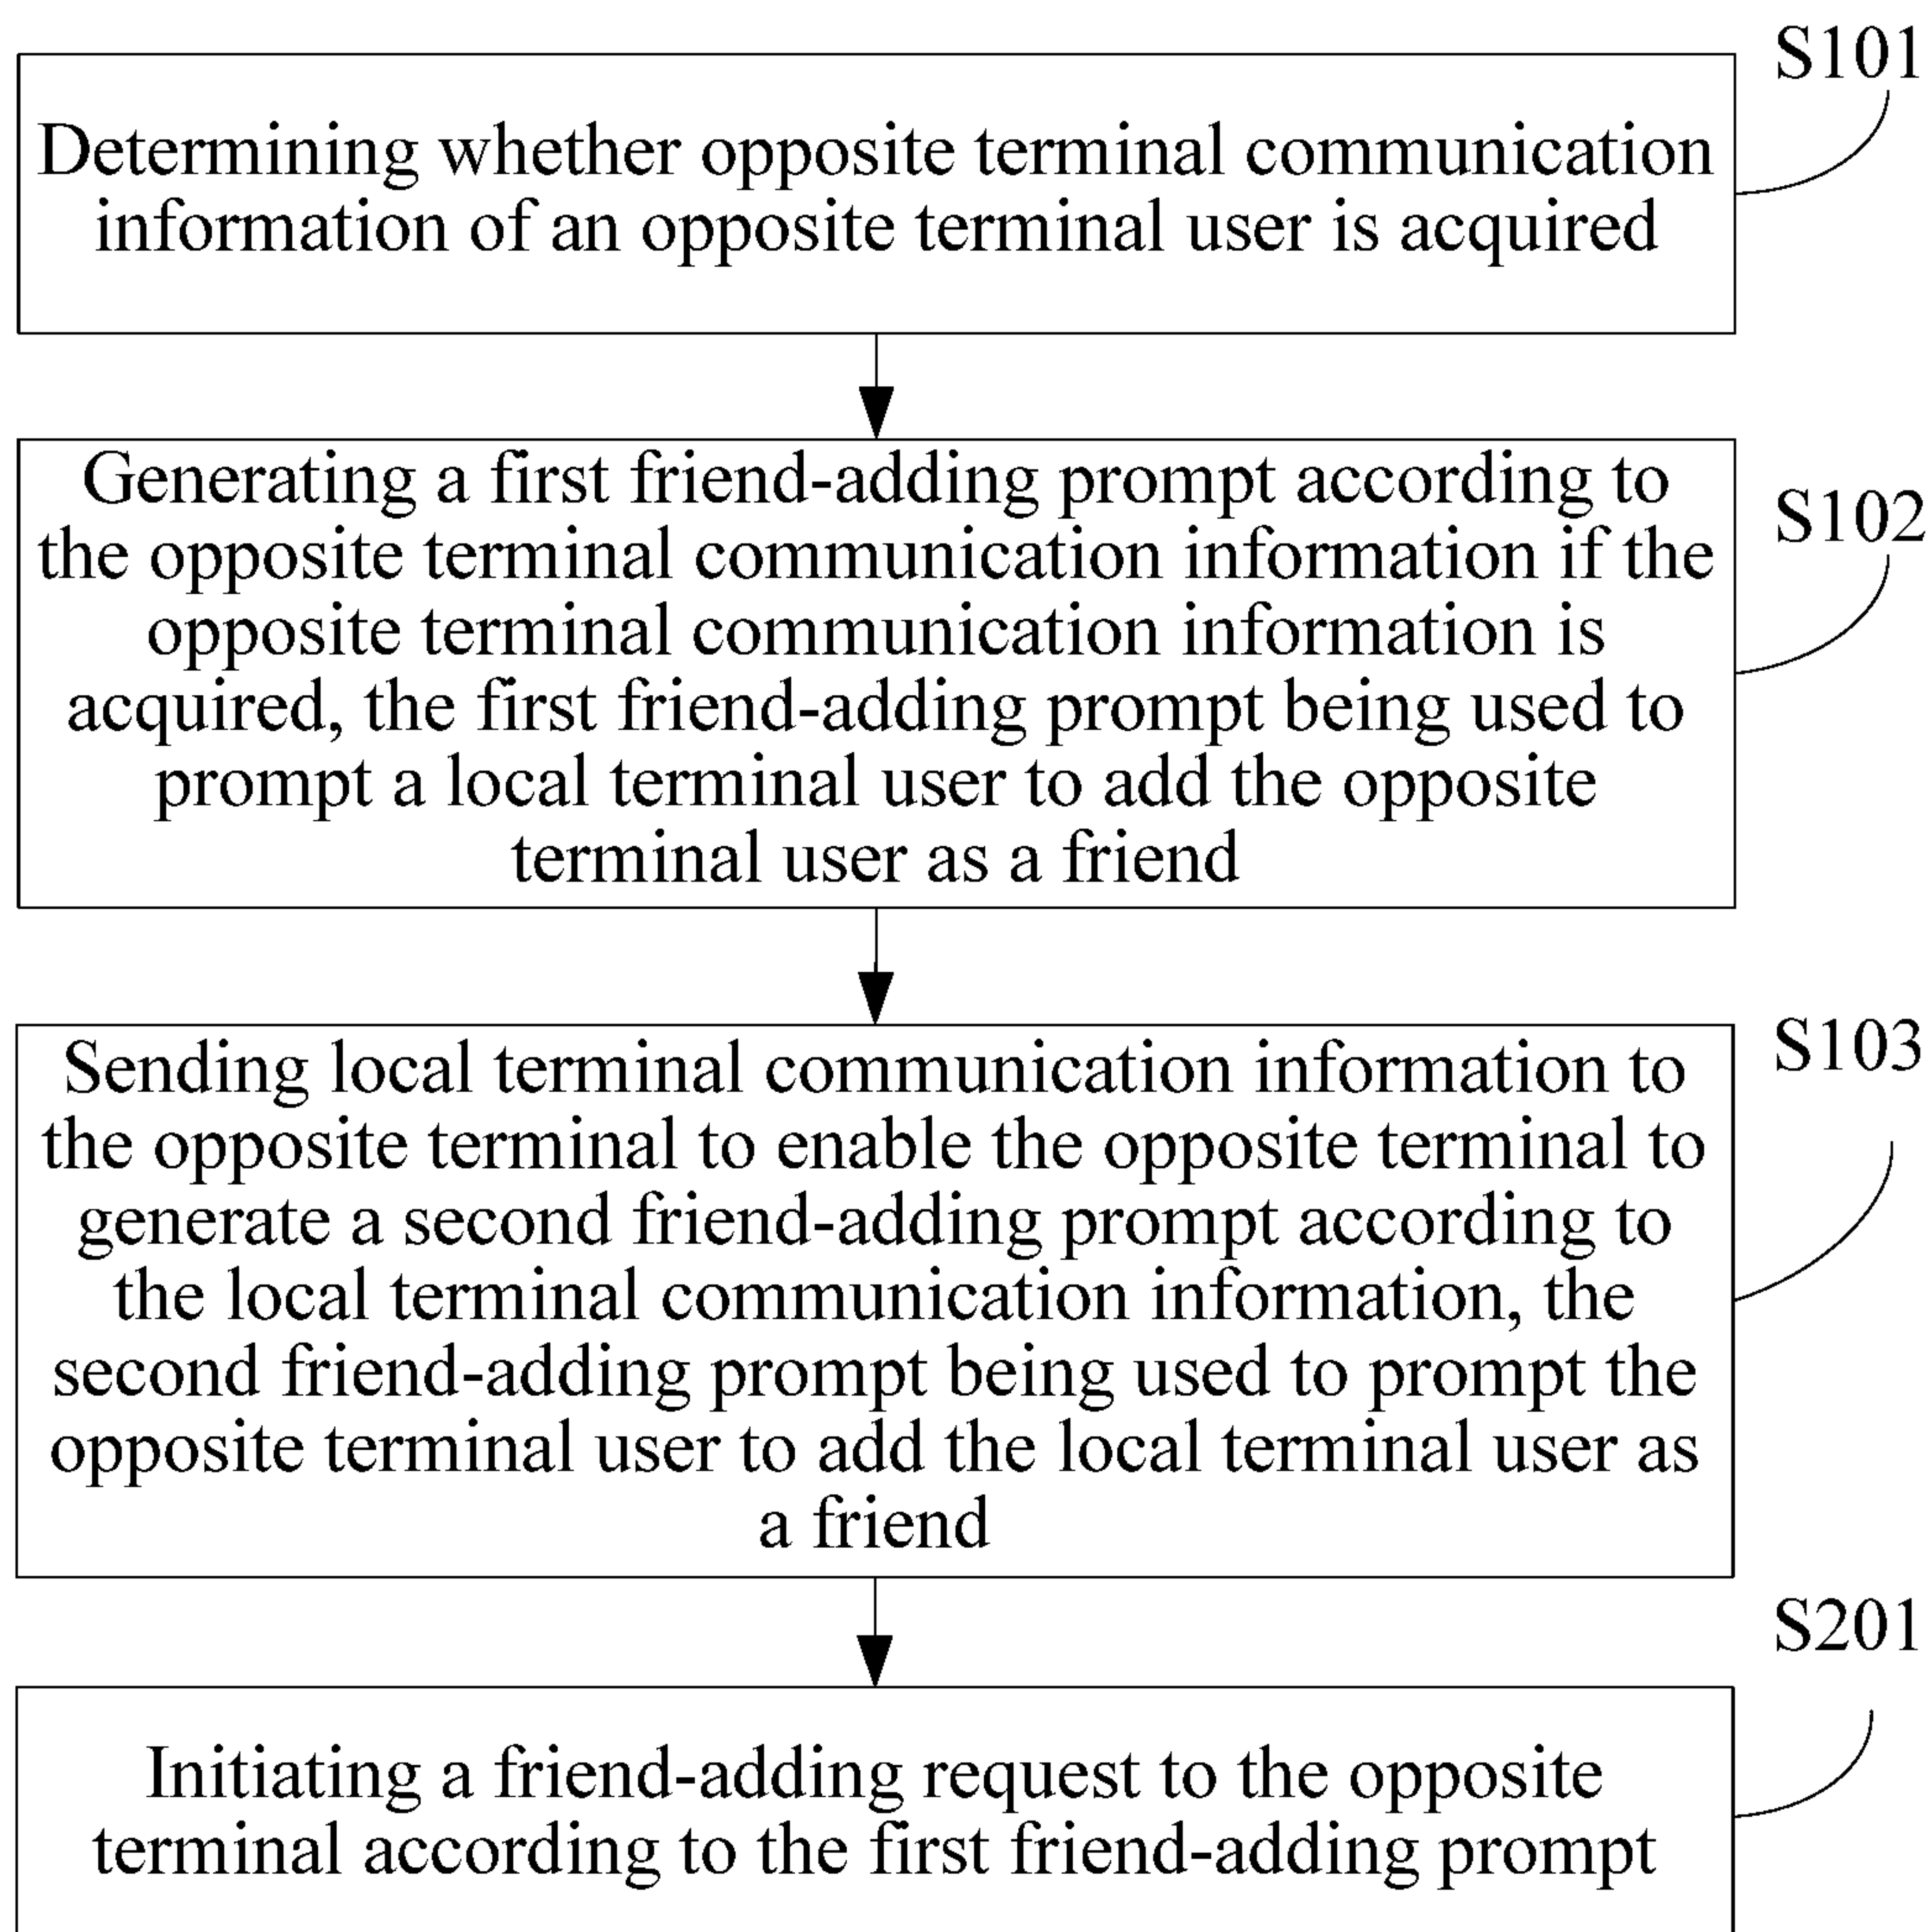 S101
Determining whether opposite terminal communication
information of an opposite terminal user is acquired
Generating a first friend-adding prompt according to
the opposite terminal communication information if the
opposite terminal communication information is
acquired, the first friend-adding prompt being used to
prompt a local terminal user to add the opposite
terminal user as a friend
S102
Sending local terminal communication information to
the opposite terminal to enable the opposite terminal to
generate a second friend-adding prompt according to
the local terminal communication information, the
second friend-adding prompt being used to prompt the
opposite terminal user to add the local terminal user as
a friend
S103
S201
Initiating a friend-adding request to the opposite
terminal according to the first friend-adding prompt